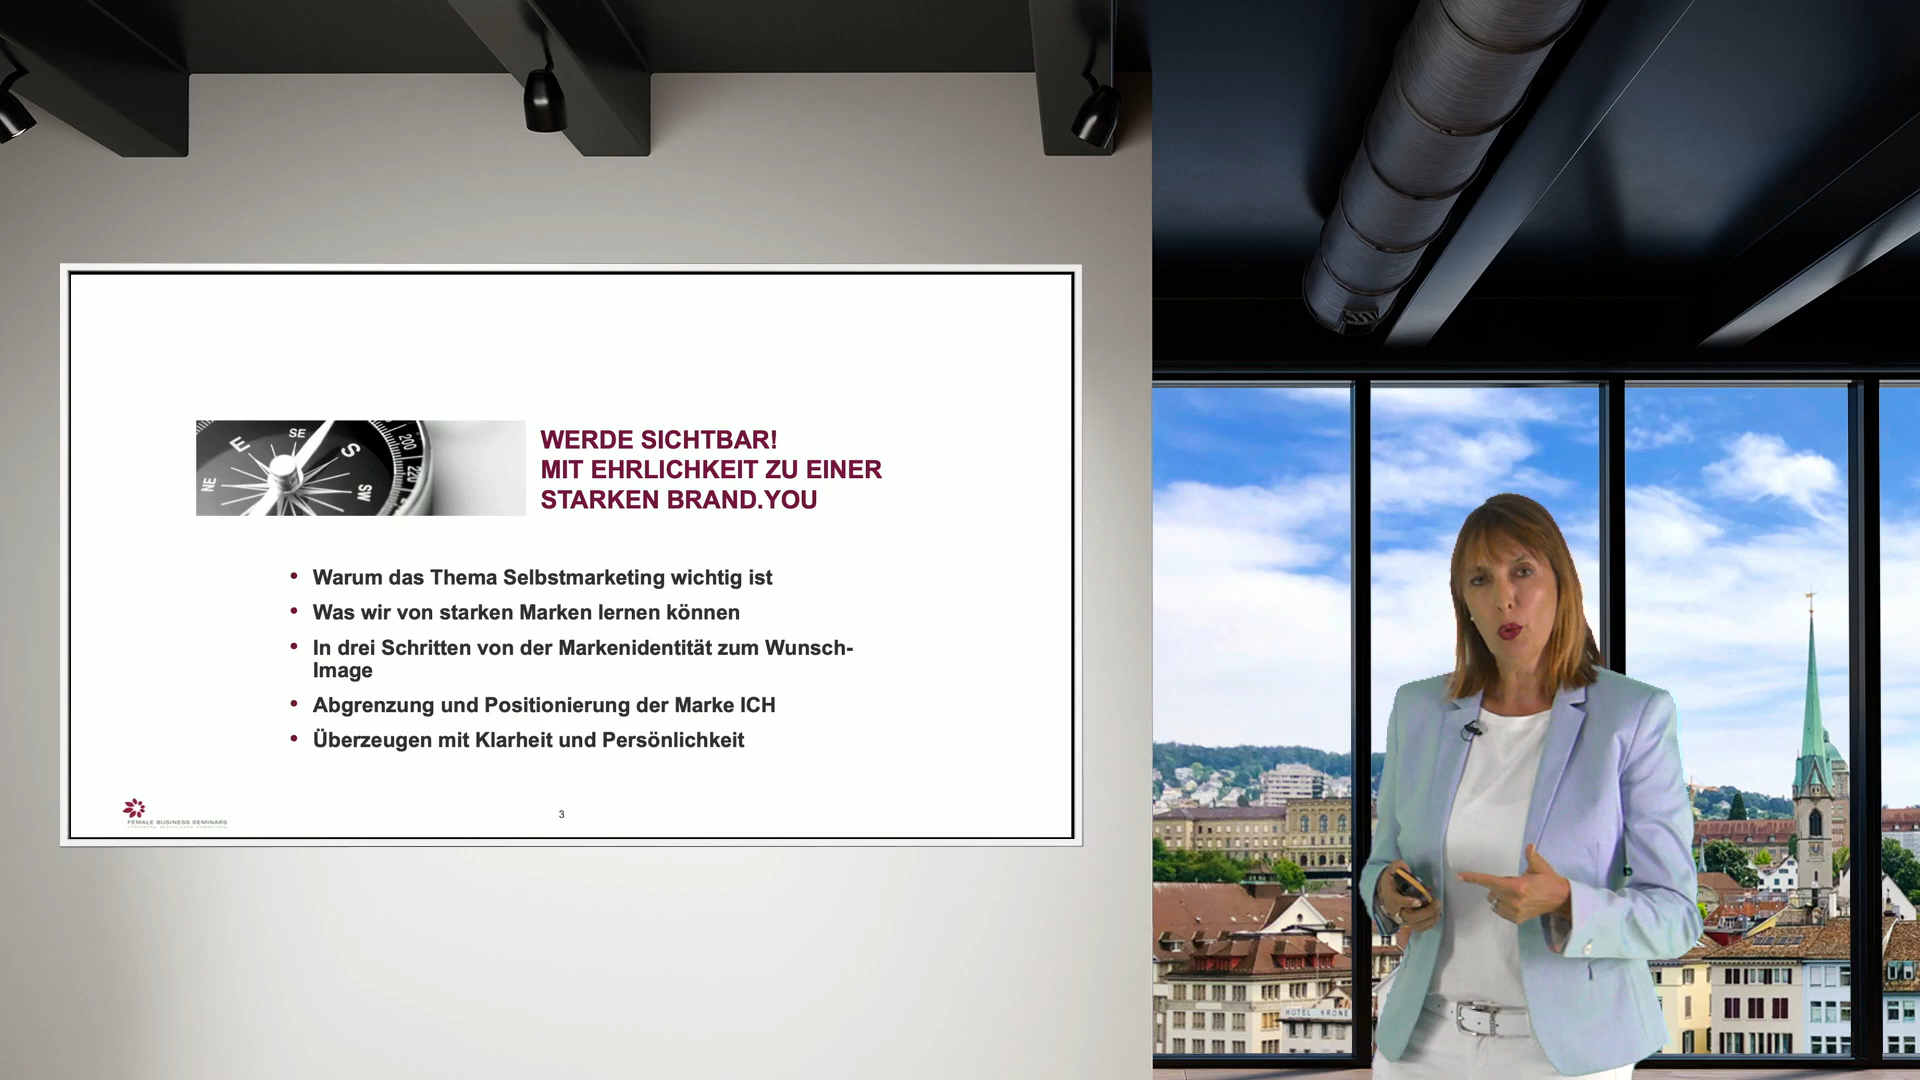 SE
E
S
NE
SW
200
220
WERDE SICHTBAR!
MIT EHRLICHKEIT ZU EINER
STARKEN BRAND.YOU
• Warum das Thema Selbstmarketing wichtig ist
• Was wir von starken Marken lernen können
• In drei Schritten von der Markenidentität zum Wunsch-
Image
• Abgrenzung und Positionierung der Marke ICH
• Überzeugen mit Klarheit und Persönlichkeit
FEMALE BUSINESS SEMINARS
3
HOTEL KRONE